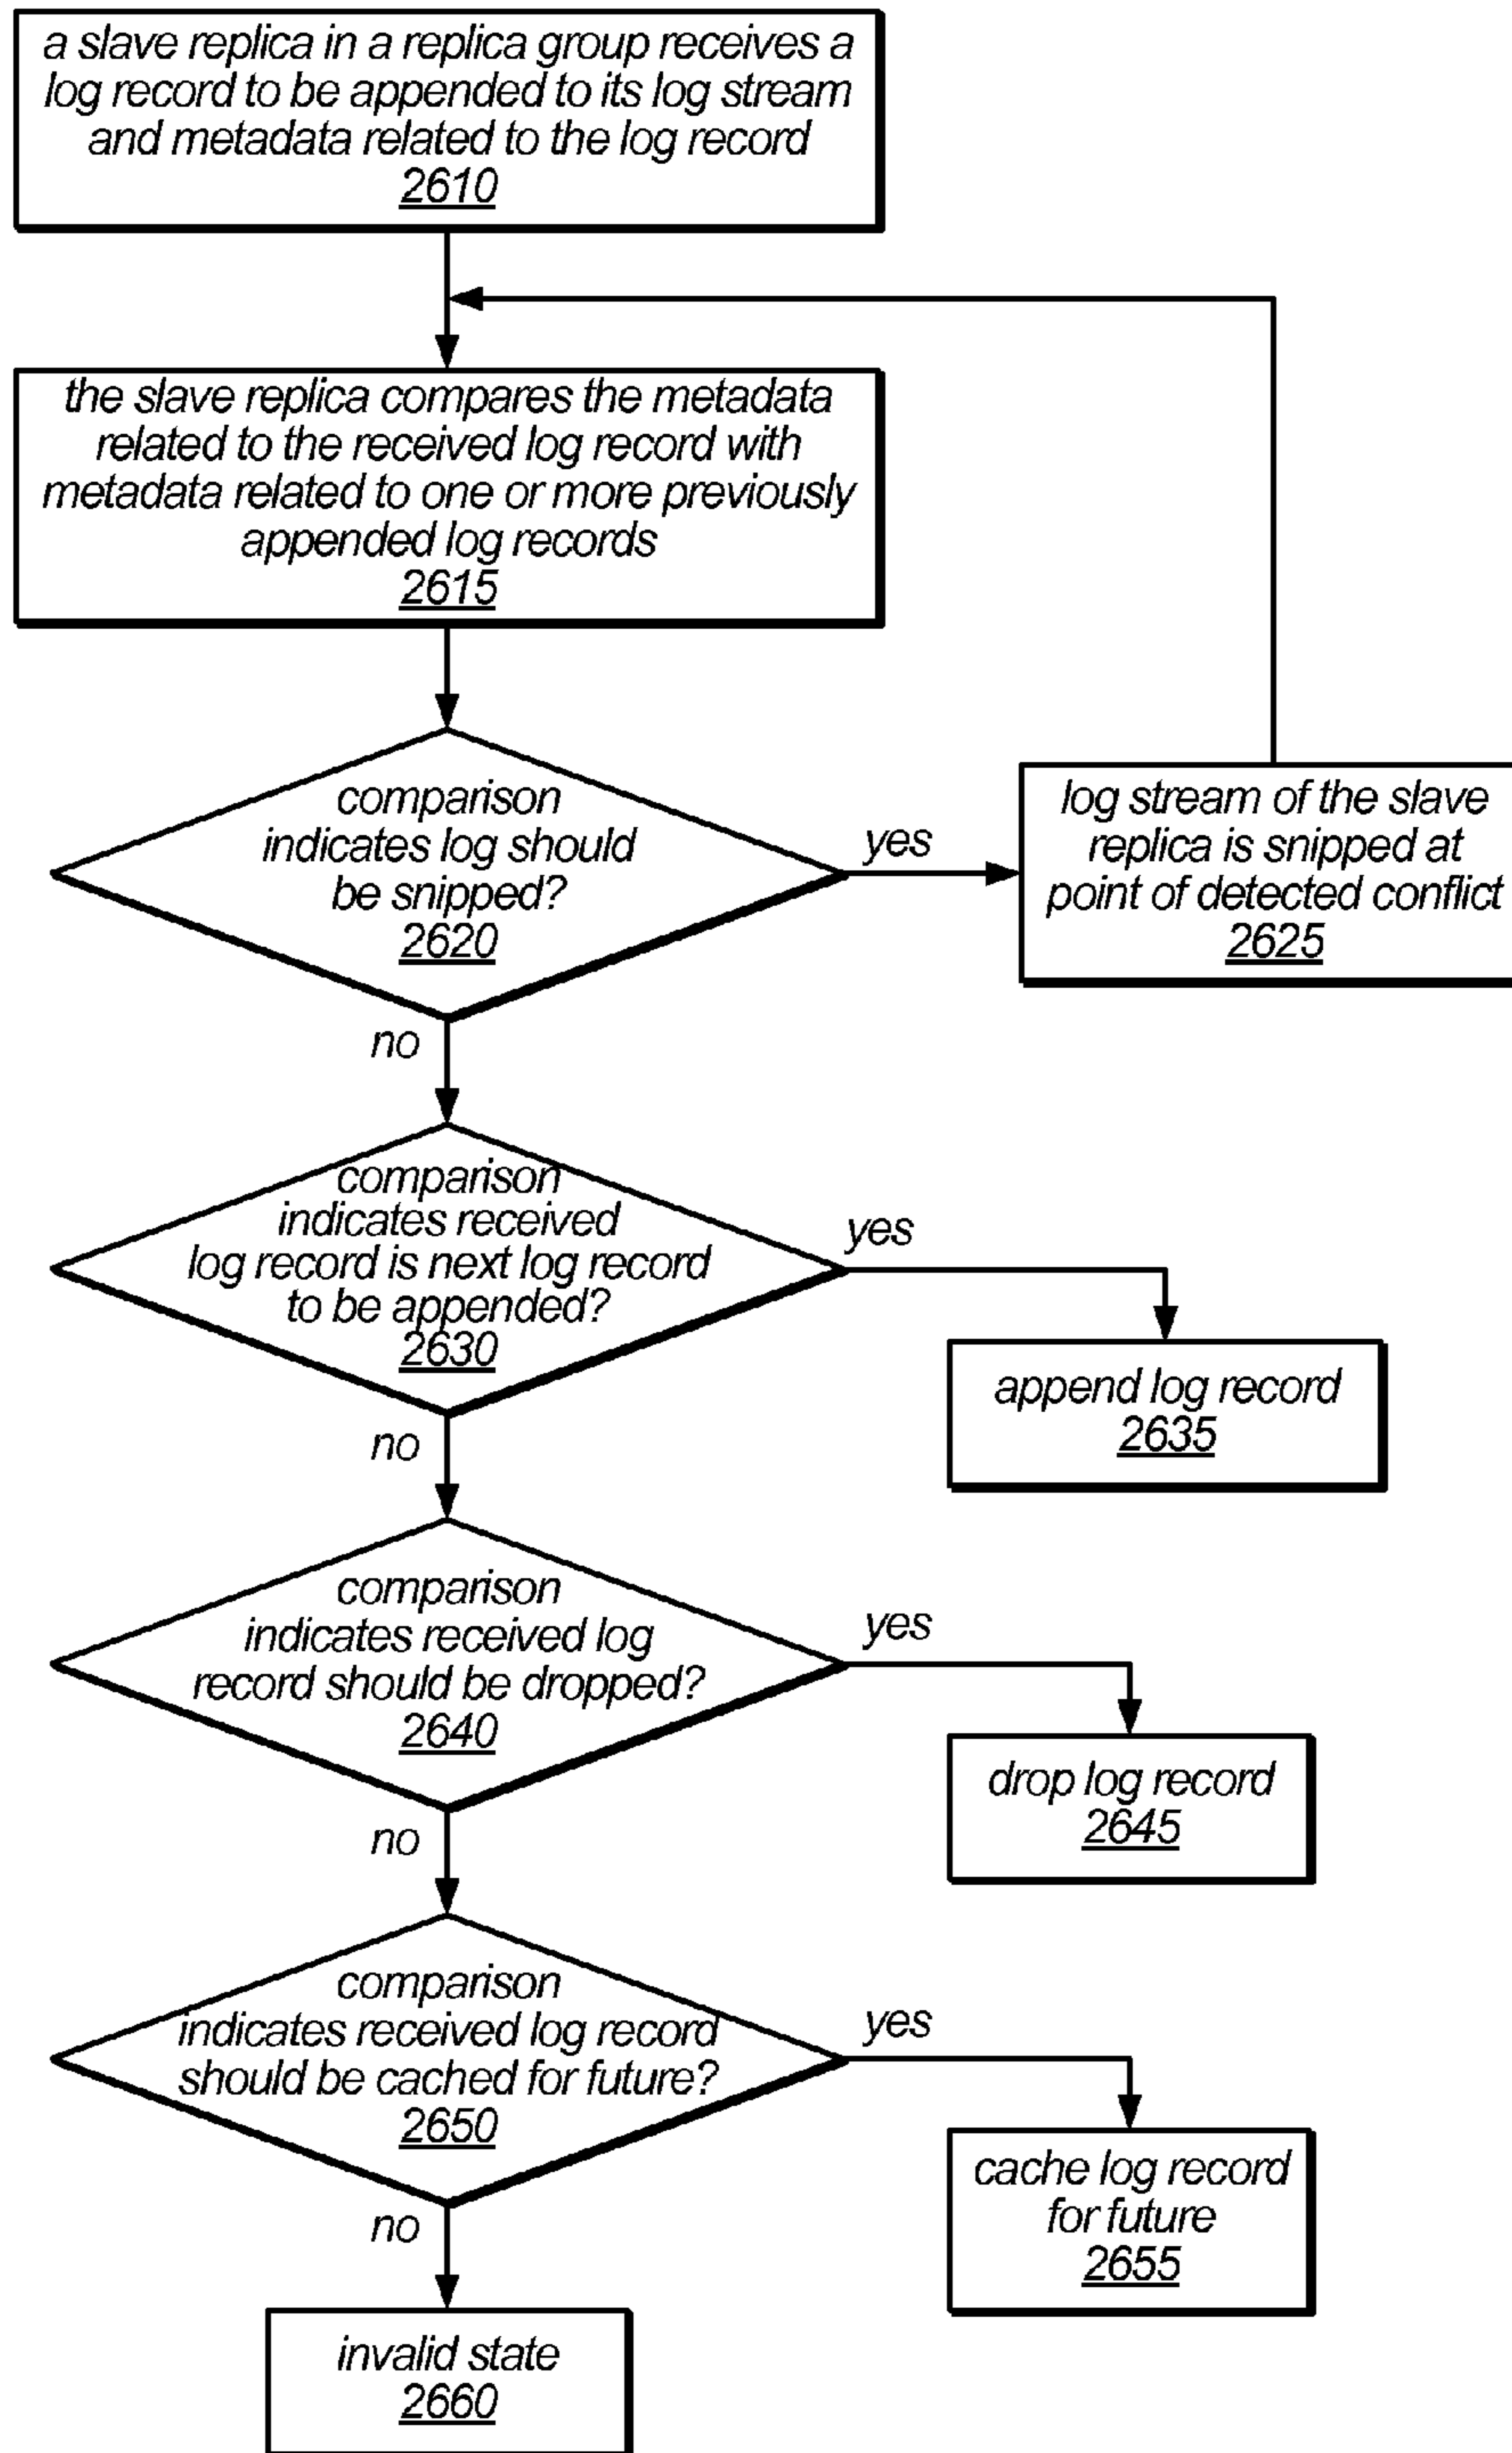 a slave replica in a replica group receives a
log record to be appended to its log stream
and metadata related to the log record
2610
the slave replica compares the metadata
related to the received log record with
metadata related to one or more previously
appended log records
2615
comparison
indicates log should
be snipped?
2620
yes
log stream of the slave
replica is snipped at
point of detected conflict
2625
no
comparison
indicates received
log record is next log record
to be appended?
2630
yes
append log record
2635
no
comparison
indicates received log
record should be dropped?
2640
yes
drop log record
2645
no
comparison
indicates received log record
should be cached for future?
2650
yes
cache log record
for future
2655
no
invalid state
2660